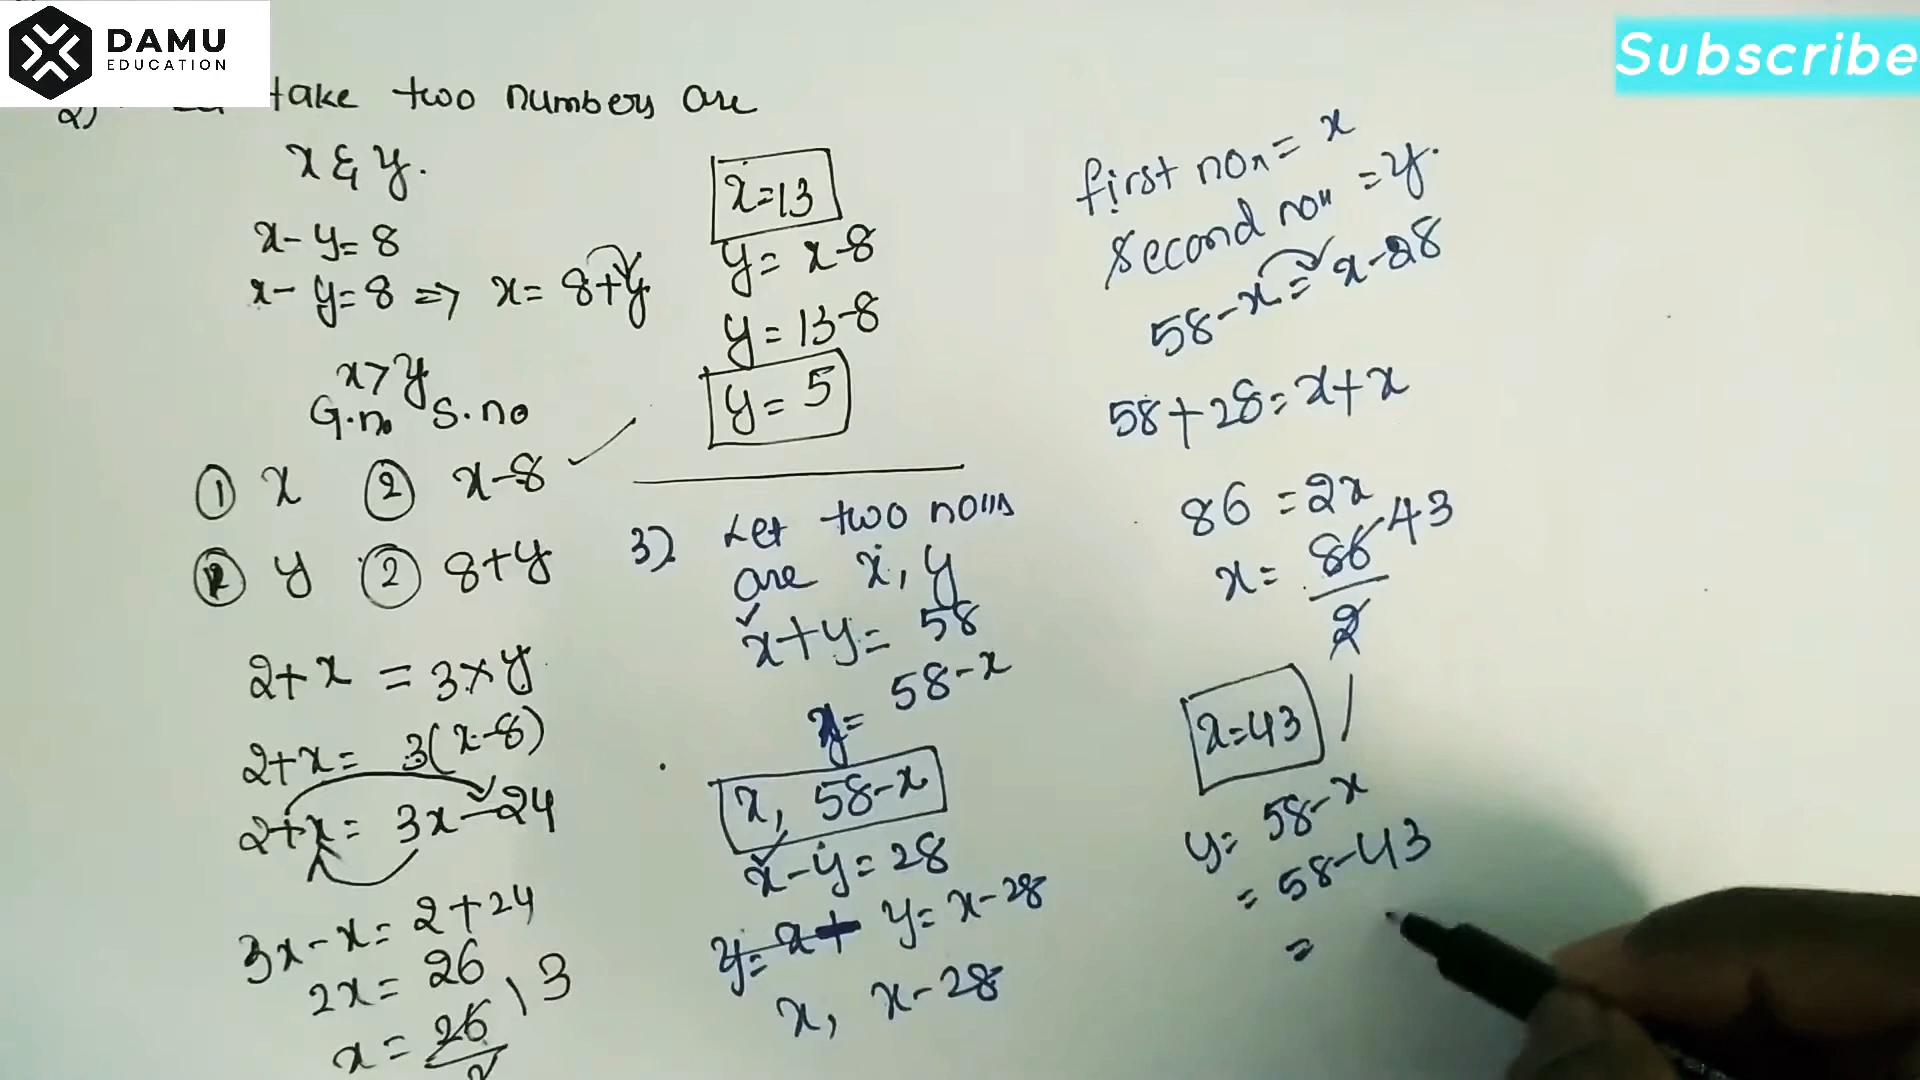 DAMU
EDUCATION
Subscribe
2) take two numbers are
x & y.
x - y = 8
x - y = 8 => x = 8+y
x > y
G.no S.no
① x ② x-8
y ② 8+y
2+x = 3×y
2+x = 3(x-8)
2+x = 3x-24
3x-x = 2+24
2x = 26
x = 26/2 13
x=13
y = x-8
y = 13-8
y = 5
3) Let two no"s
are x, y
x+y = 58
y = 58-x
x, 58-x
x-y = 28
y = x+ y = x-28
x, x-28
first no" = x
Second no" = y.
58-x = x-28
58+28 = x+x
86 = 2x
x = 86/2 43
x=43
y = 58-x
= 58-43
=